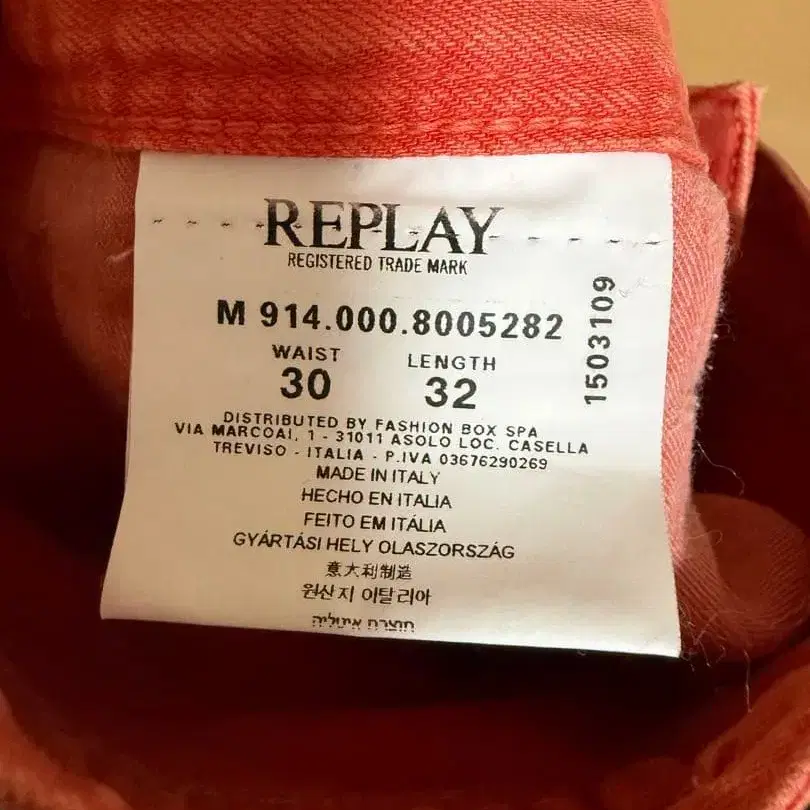 REPLAY
REGISTERED TRADE MARK
M 914.000.8005282
WAIST LENGTH
30 32
1503109
DISTRIBUTED BY FASHION BOX SPA
VIA MARCOAI, 1 - 31011 ASOLO LOC. CASELLA
TREVISO - ITALIA - P.IVA 03676290269
MADE IN ITALY
HECHO EN ITALIA
FEITO EM ITÁLIA
GYÁRTÁSI HELY OLASZORSZÁG
意大利制造
원산지 이탈리아
תוצרת איטליה